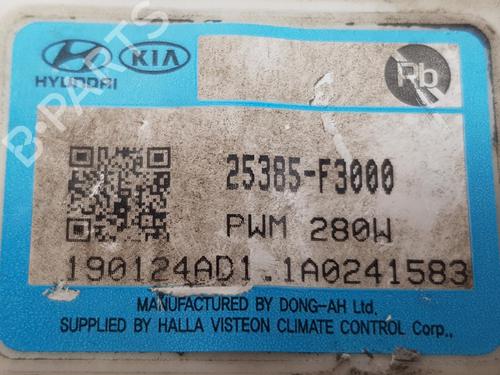 HYUNDAI KIA Pb
25385-F3000
PWM 280W
190124AD1.1A0241583
MANUFACTURED BY DONG-AH Ltd.
SUPPLIED BY HALLA VISTEON CLIMATE CONTROL Corp..
B-PARTS